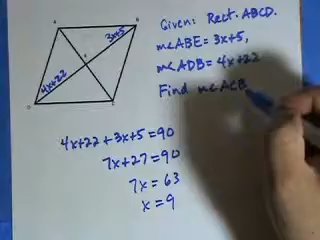 Given: Rect. ABCD.
m<ABE = 3x+5,
m<ADB = 4x+22
Find m<ACB
3x+5
4x+22
4x+22+3x+5=90
7x+27=90
7x = 63
x = 9